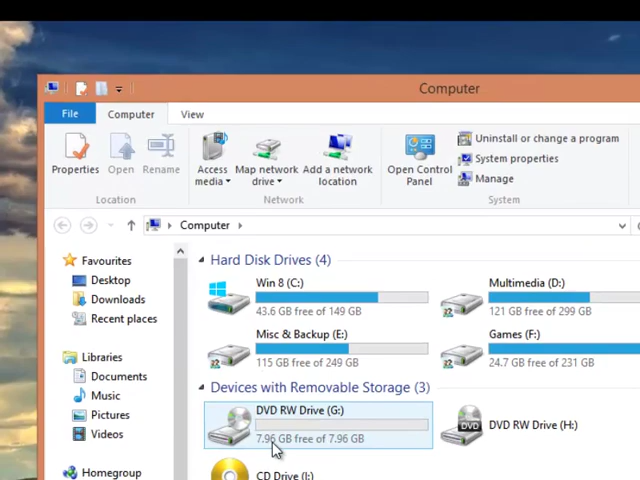 Computer
File
Computer
View
Properties
Open
Rename
Access media
Map network drive
Add a network location
Open Control Panel
Uninstall or change a program
System properties
Manage
Location
Network
System
Computer
Favourites
Desktop
Downloads
Recent places
Libraries
Documents
Music
Pictures
Videos
Homegroup
Hard Disk Drives (4)
Win 8 (C:)
43.6 GB free of 149 GB
Multimedia (D:)
121 GB free of 299 GB
Misc & Backup (E:)
115 GB free of 249 GB
Games (F:)
24.7 GB free of 231 GB
Devices with Removable Storage (3)
DVD RW Drive (G:)
7.96 GB free of 7.96 GB
DVD
DVD RW Drive (H:)
CD Drive (I:)